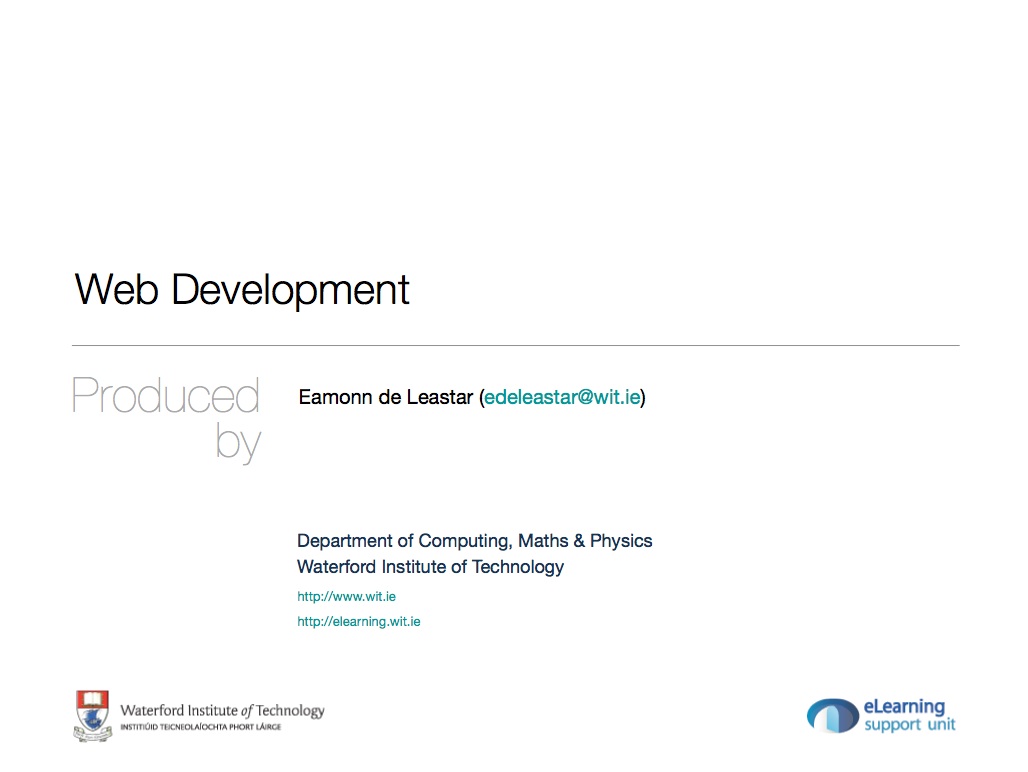 Web Development
Produced
by
Eamonn de Leastar (edeleastar@wit.ie)
Department of Computing, Maths & Physics
Waterford Institute of Technology
http://www.wit.ie
http://elearning.wit.ie
Waterford Institute of Technology
INSTITIÚID TEICNEOLAÍOCHTA PHORT LÁIRGE
eLearning
support unit